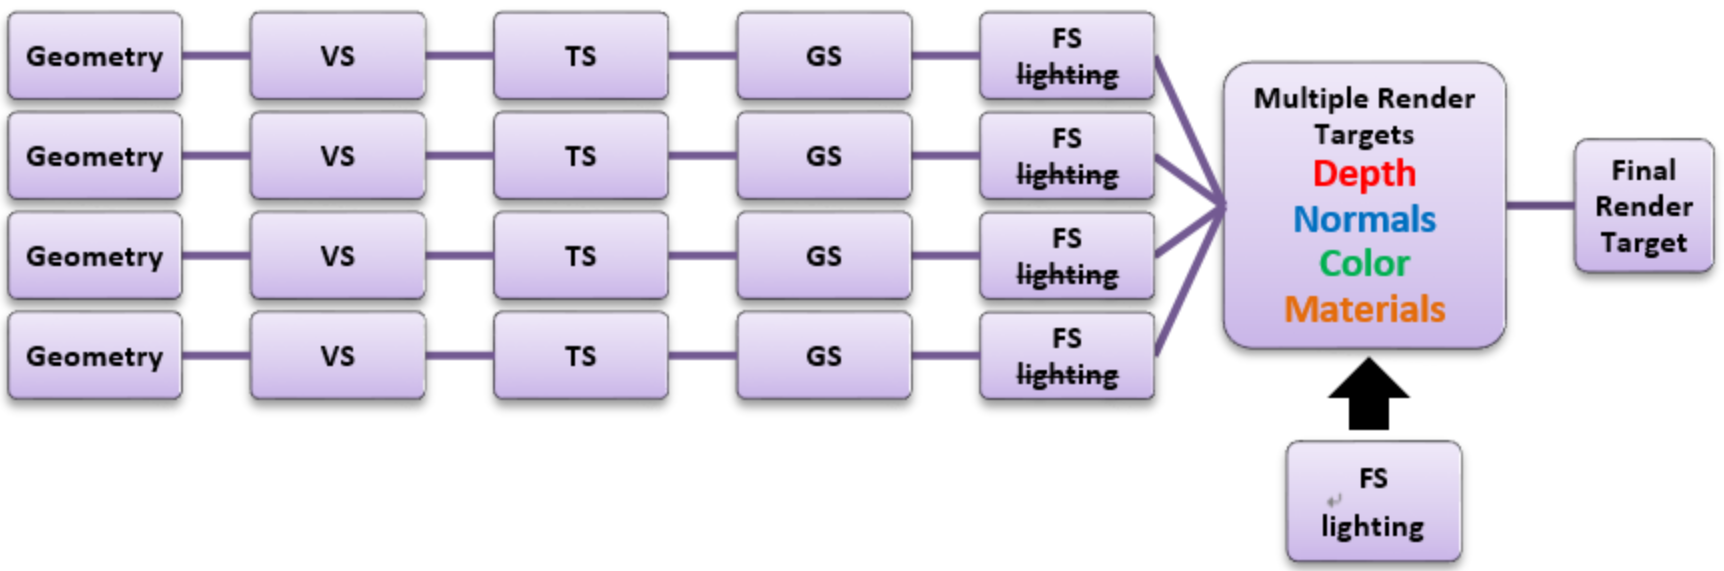 Geometry
VS
TS
GS
FS
lighting
Geometry
VS
TS
GS
FS
lighting
Geometry
VS
TS
GS
FS
lighting
Geometry
VS
TS
GS
FS
lighting
Multiple Render
Targets
Depth
Normals
Color
Materials
Final
Render
Target
FS
lighting